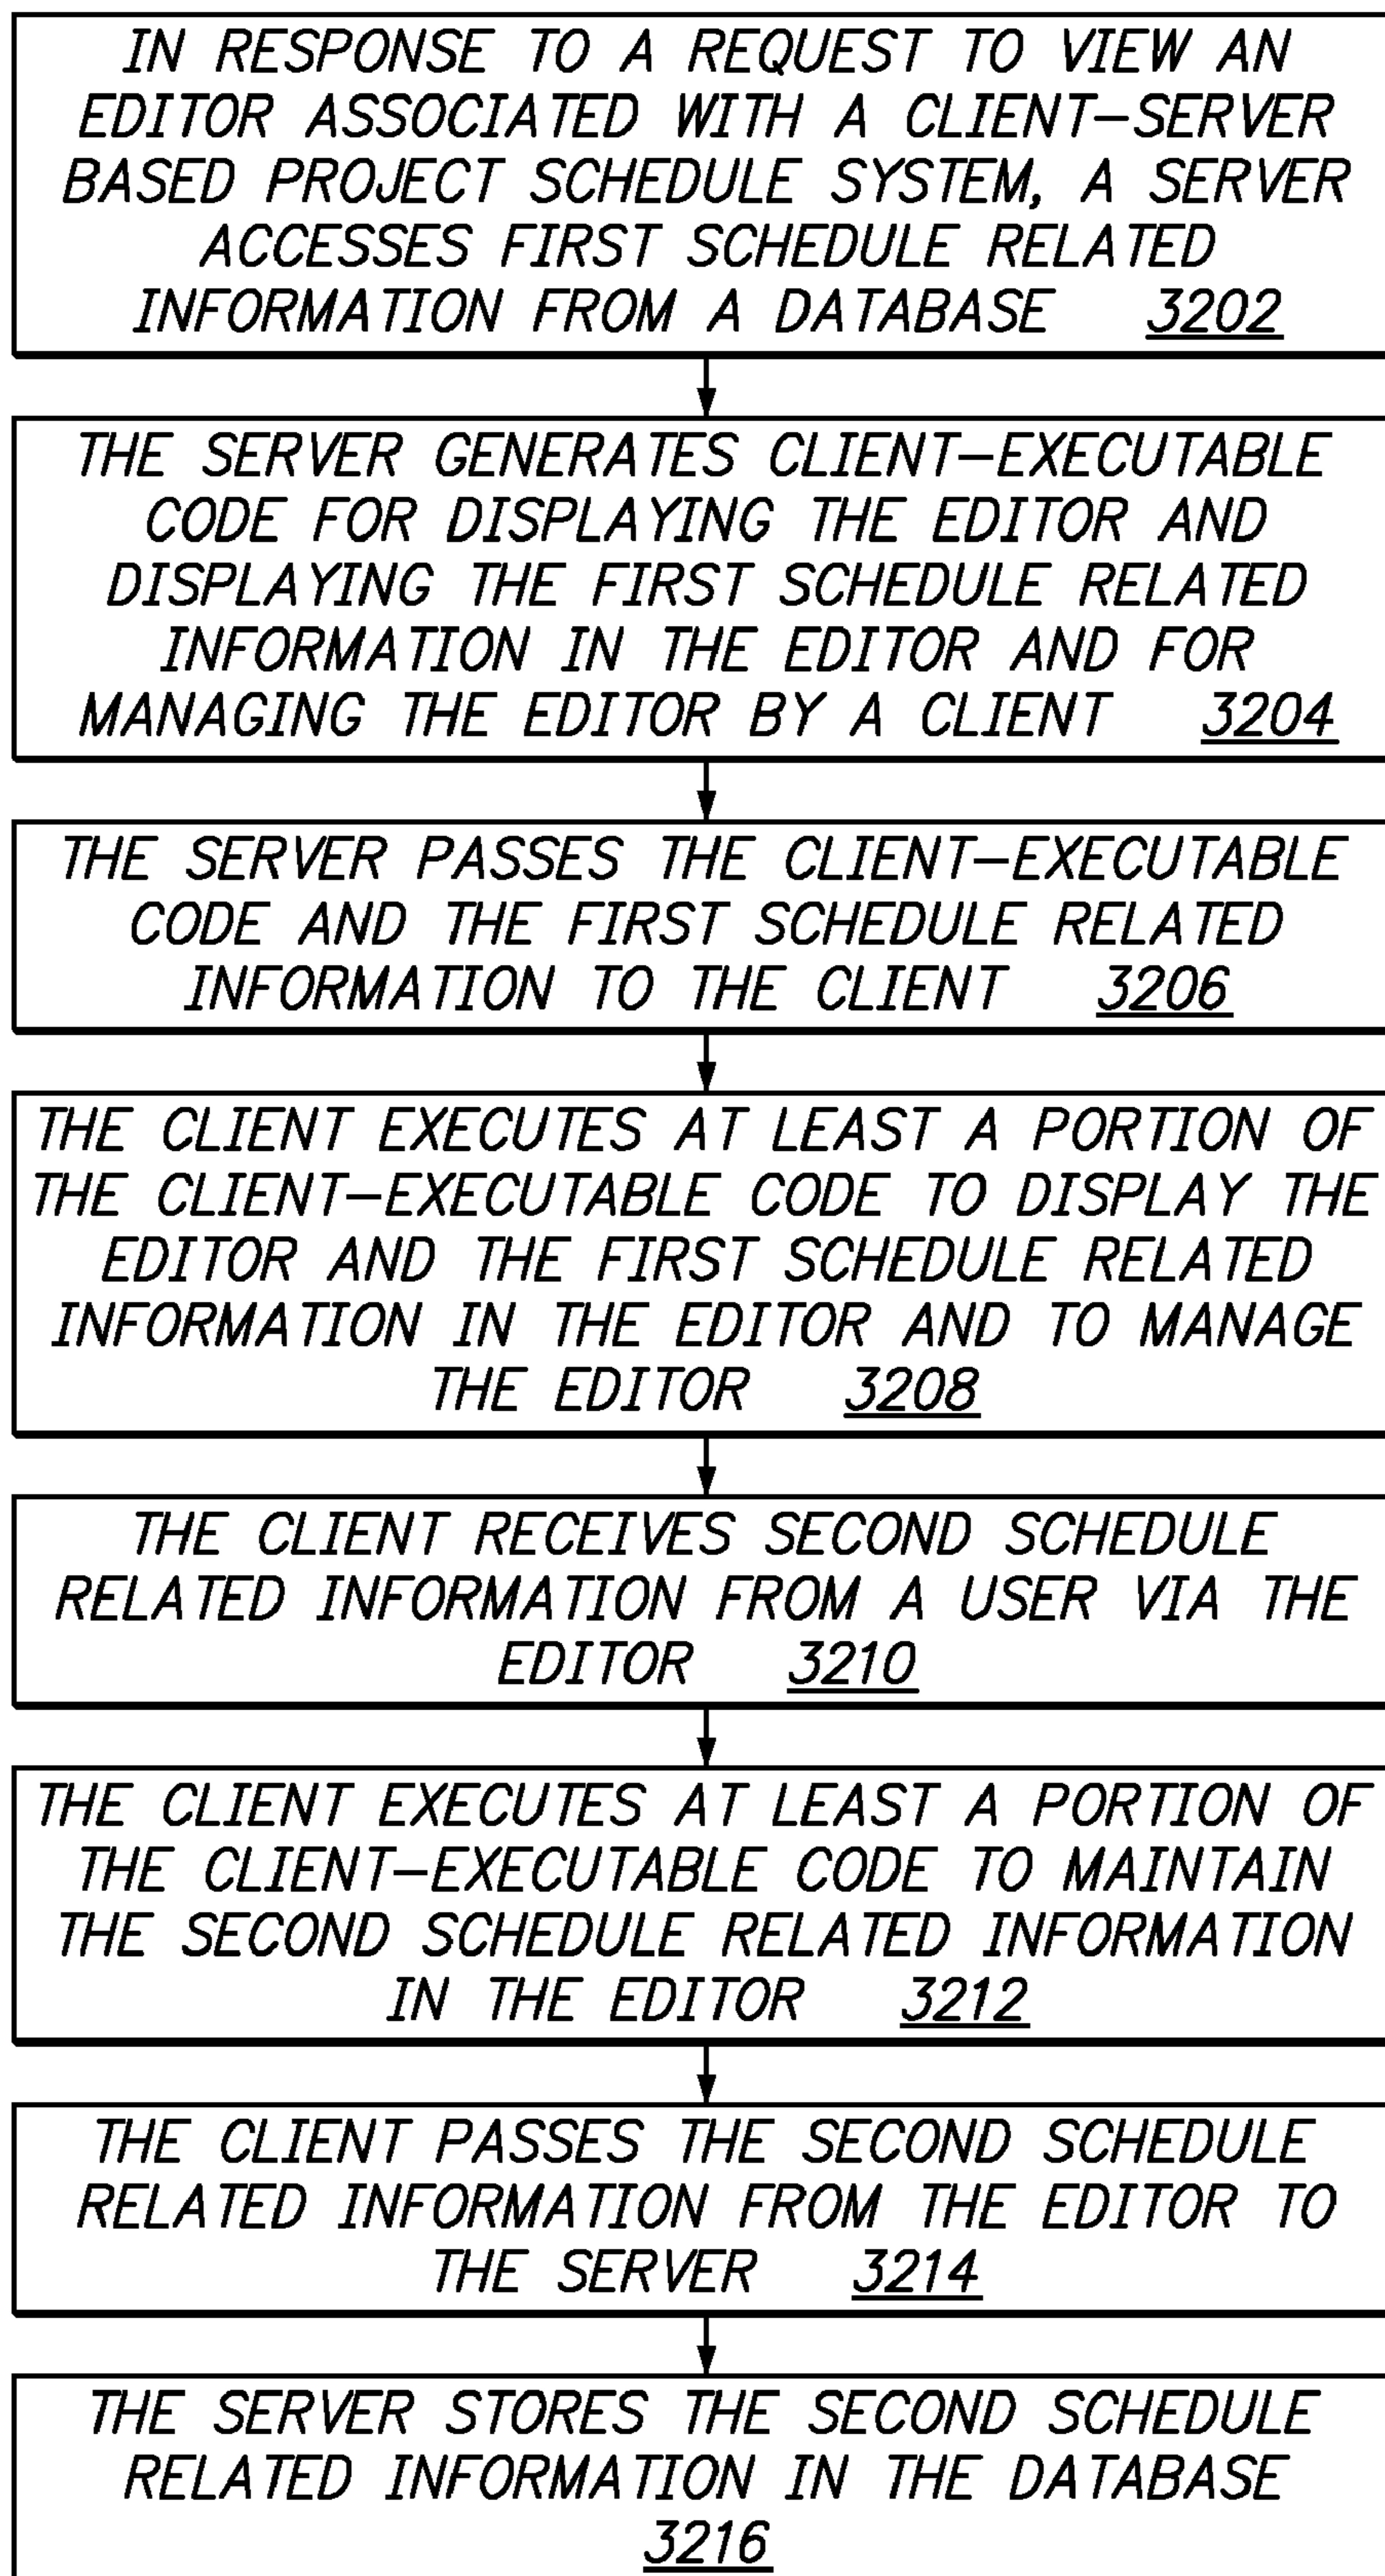 IN RESPONSE TO A REQUEST TO VIEW AN
EDITOR ASSOCIATED WITH A CLIENT-SERVER
BASED PROJECT SCHEDULE SYSTEM, A SERVER
ACCESSES FIRST SCHEDULE RELATED
INFORMATION FROM A DATABASE 3202
THE SERVER GENERATES CLIENT-EXECUTABLE
CODE FOR DISPLAYING THE EDITOR AND
DISPLAYING THE FIRST SCHEDULE RELATED
INFORMATION IN THE EDITOR AND FOR
MANAGING THE EDITOR BY A CLIENT 3204
THE SERVER PASSES THE CLIENT-EXECUTABLE
CODE AND THE FIRST SCHEDULE RELATED
INFORMATION TO THE CLIENT 3206
THE CLIENT EXECUTES AT LEAST A PORTION OF
THE CLIENT-EXECUTABLE CODE TO DISPLAY THE
EDITOR AND THE FIRST SCHEDULE RELATED
INFORMATION IN THE EDITOR AND TO MANAGE
THE EDITOR 3208
THE CLIENT RECEIVES SECOND SCHEDULE
RELATED INFORMATION FROM A USER VIA THE
EDITOR 3210
THE CLIENT EXECUTES AT LEAST A PORTION OF
THE CLIENT-EXECUTABLE CODE TO MAINTAIN
THE SECOND SCHEDULE RELATED INFORMATION
IN THE EDITOR 3212
THE CLIENT PASSES THE SECOND SCHEDULE
RELATED INFORMATION FROM THE EDITOR TO
THE SERVER 3214
THE SERVER STORES THE SECOND SCHEDULE
RELATED INFORMATION IN THE DATABASE
3216